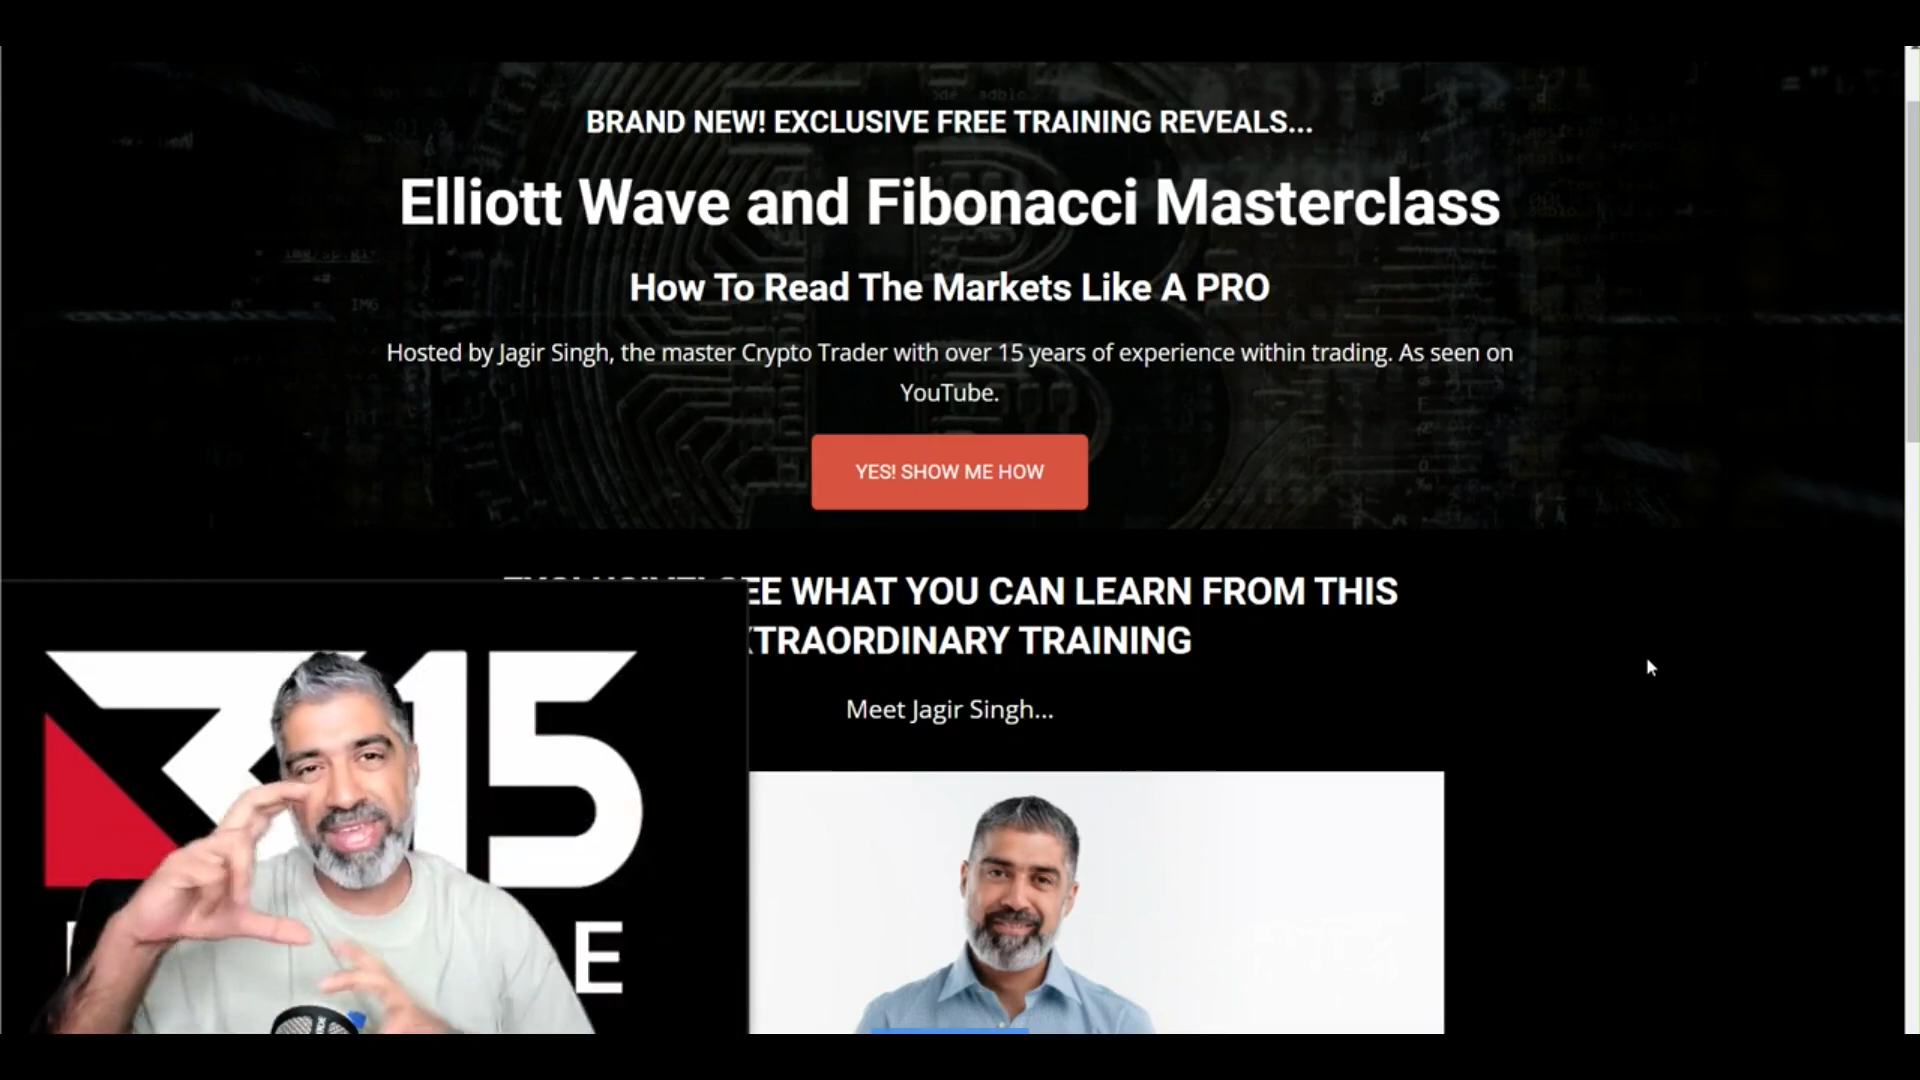 BRAND NEW! EXCLUSIVE FREE TRAINING REVEALS...
Elliott Wave and Fibonacci Masterclass
How To Read The Markets Like A PRO
Hosted by Jagir Singh, the master Crypto Trader with over 15 years of experience within trading. As seen on
YouTube.
YES! SHOW ME HOW
WHAT YOU CAN LEARN FROM THIS
TRAINING
Meet Jagir Singh...
15
E